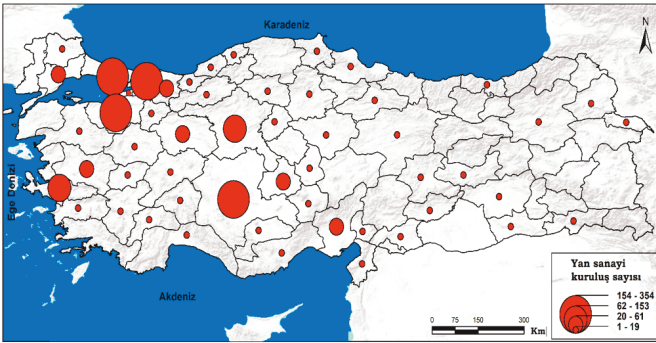 Karadeniz
N
Ege Denizi
Akdeniz
Yan sanayi
kuruluş sayısı
154 - 354
62 - 153
20 - 61
1 - 19
0 75 150 300
Km